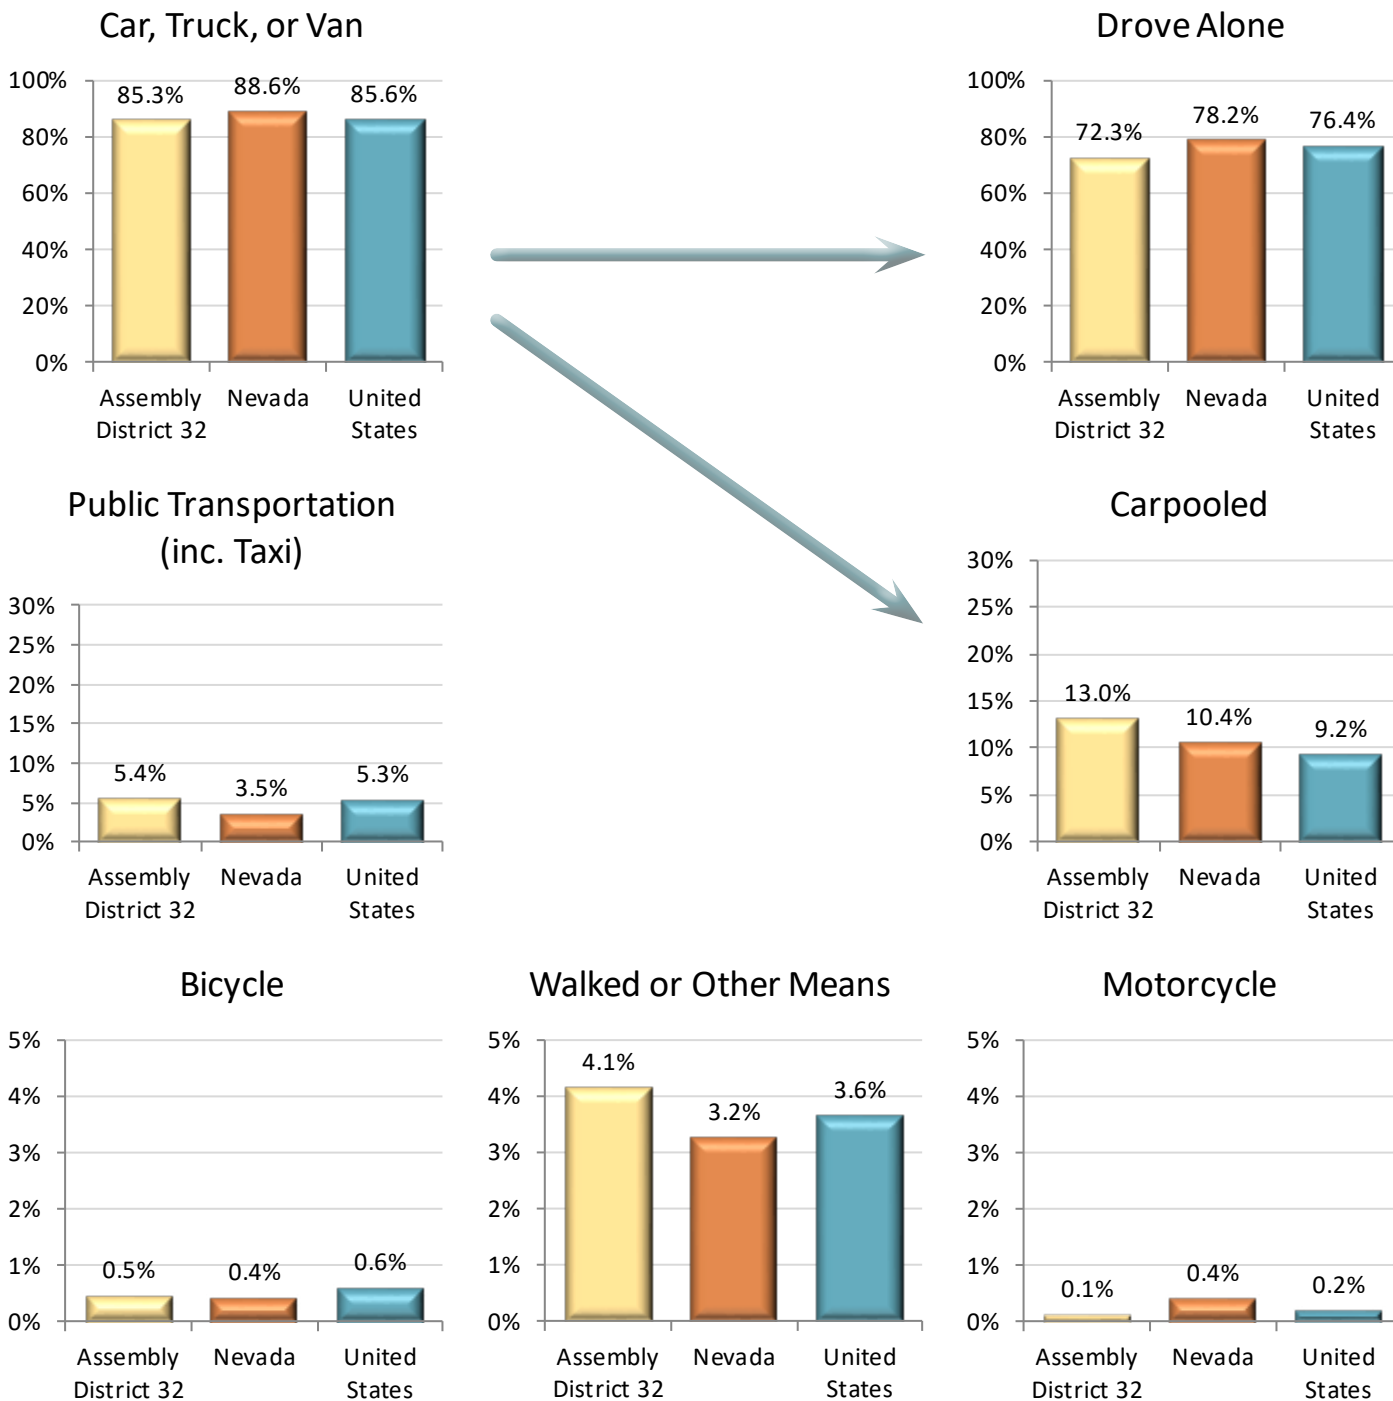 Car, Truck, or Van
100%
80%
60%
40%
20%
0%
85.3%
88.6%
85.6%
Assembly
District 32
Nevada
United
States
Drove Alone
100%
80%
60%
40%
20%
0%
72.3%
78.2%
76.4%
Assembly
District 32
Nevada
United
States
Public Transportation
(inc. Taxi)
30%
25%
20%
15%
10%
5%
0%
5.4%
3.5%
5.3%
Assembly
District 32
Nevada
United
States
Carpooled
30%
25%
20%
15%
10%
5%
0%
13.0%
10.4%
9.2%
Assembly
District 32
Nevada
United
States
Bicycle
5%
4%
3%
2%
1%
0%
0.5%
0.4%
0.6%
Assembly
District 32
Nevada
United
States
Walked or Other Means
5%
4%
3%
2%
1%
0%
4.1%
3.2%
3.6%
Assembly
District 32
Nevada
United
States
Motorcycle
5%
4%
3%
2%
1%
0%
0.1%
0.4%
0.2%
Assembly
District 32
Nevada
United
States